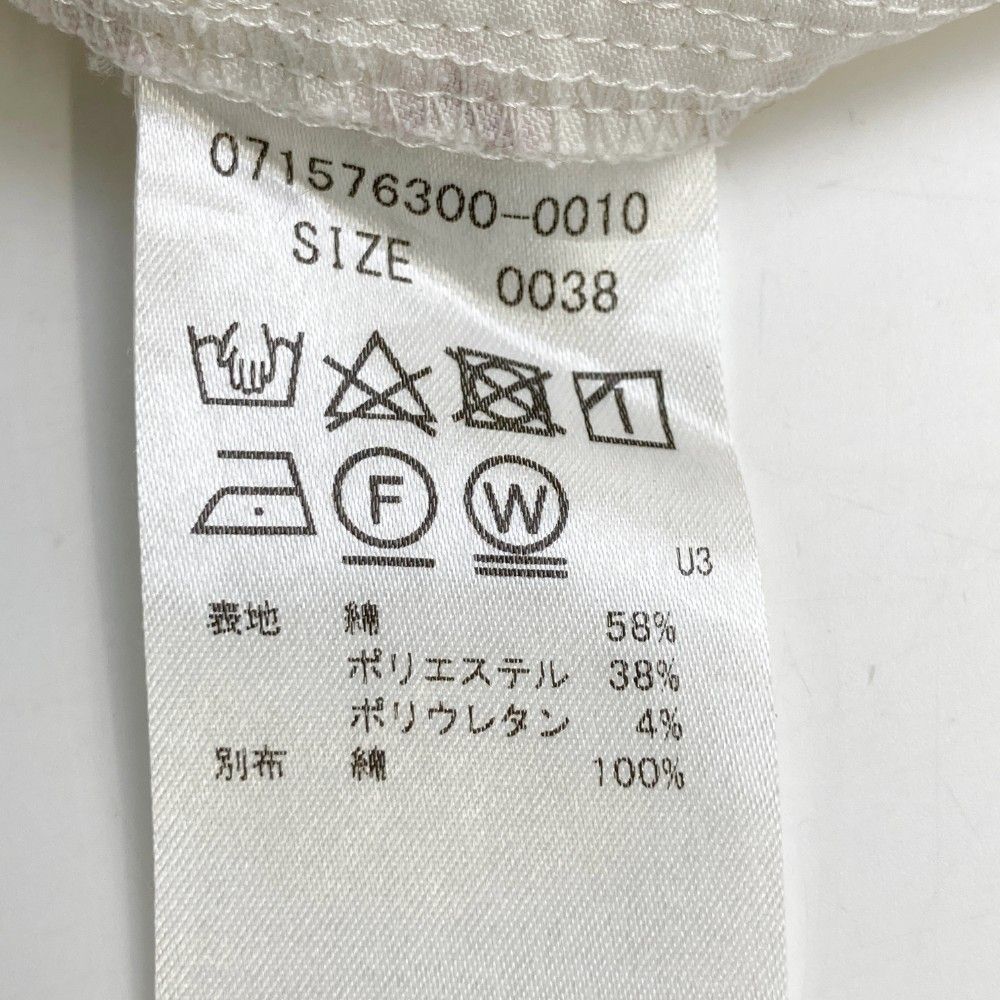 071576300-0010
SIZE 0038
F W
U3
表地 綿 58%
ポリエステル 38%
ポリウレタン 4%
別布 綿 100%